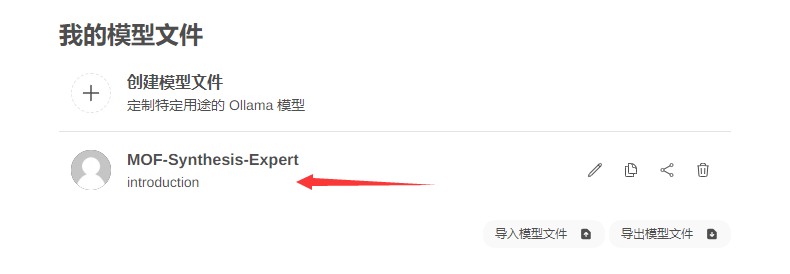 我的模型文件
创建模型文件
定制特定用途的 Ollama 模型
MOF-Synthesis-Expert
introduction
导入模型文件 导出模型文件